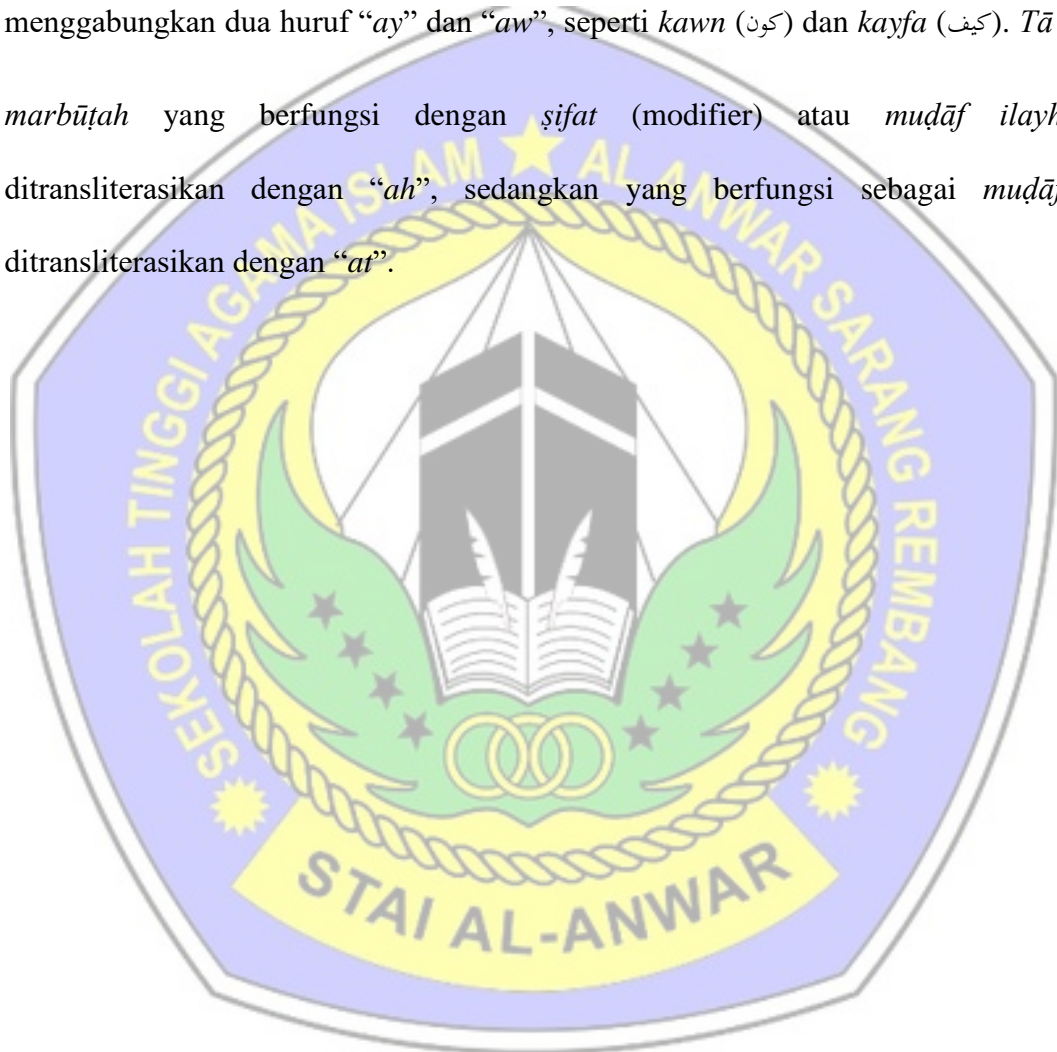 menggabungkan dua huruf “ay” dan “aw”, seperti kawn (كون) dan kayfa (كيف). Tā
marbūṭah yang berfungsi dengan ṣifat (modifier) atau muḍāf ilayh
ditransliterasikan dengan “ah”, sedangkan yang berfungsi sebagai muḍāf
ditransliterasikan dengan “at”.
SEKOLAH TINGGI AGAMA ISLAM AL ANWAR SARANG REMBANG
STAI AL-ANWAR